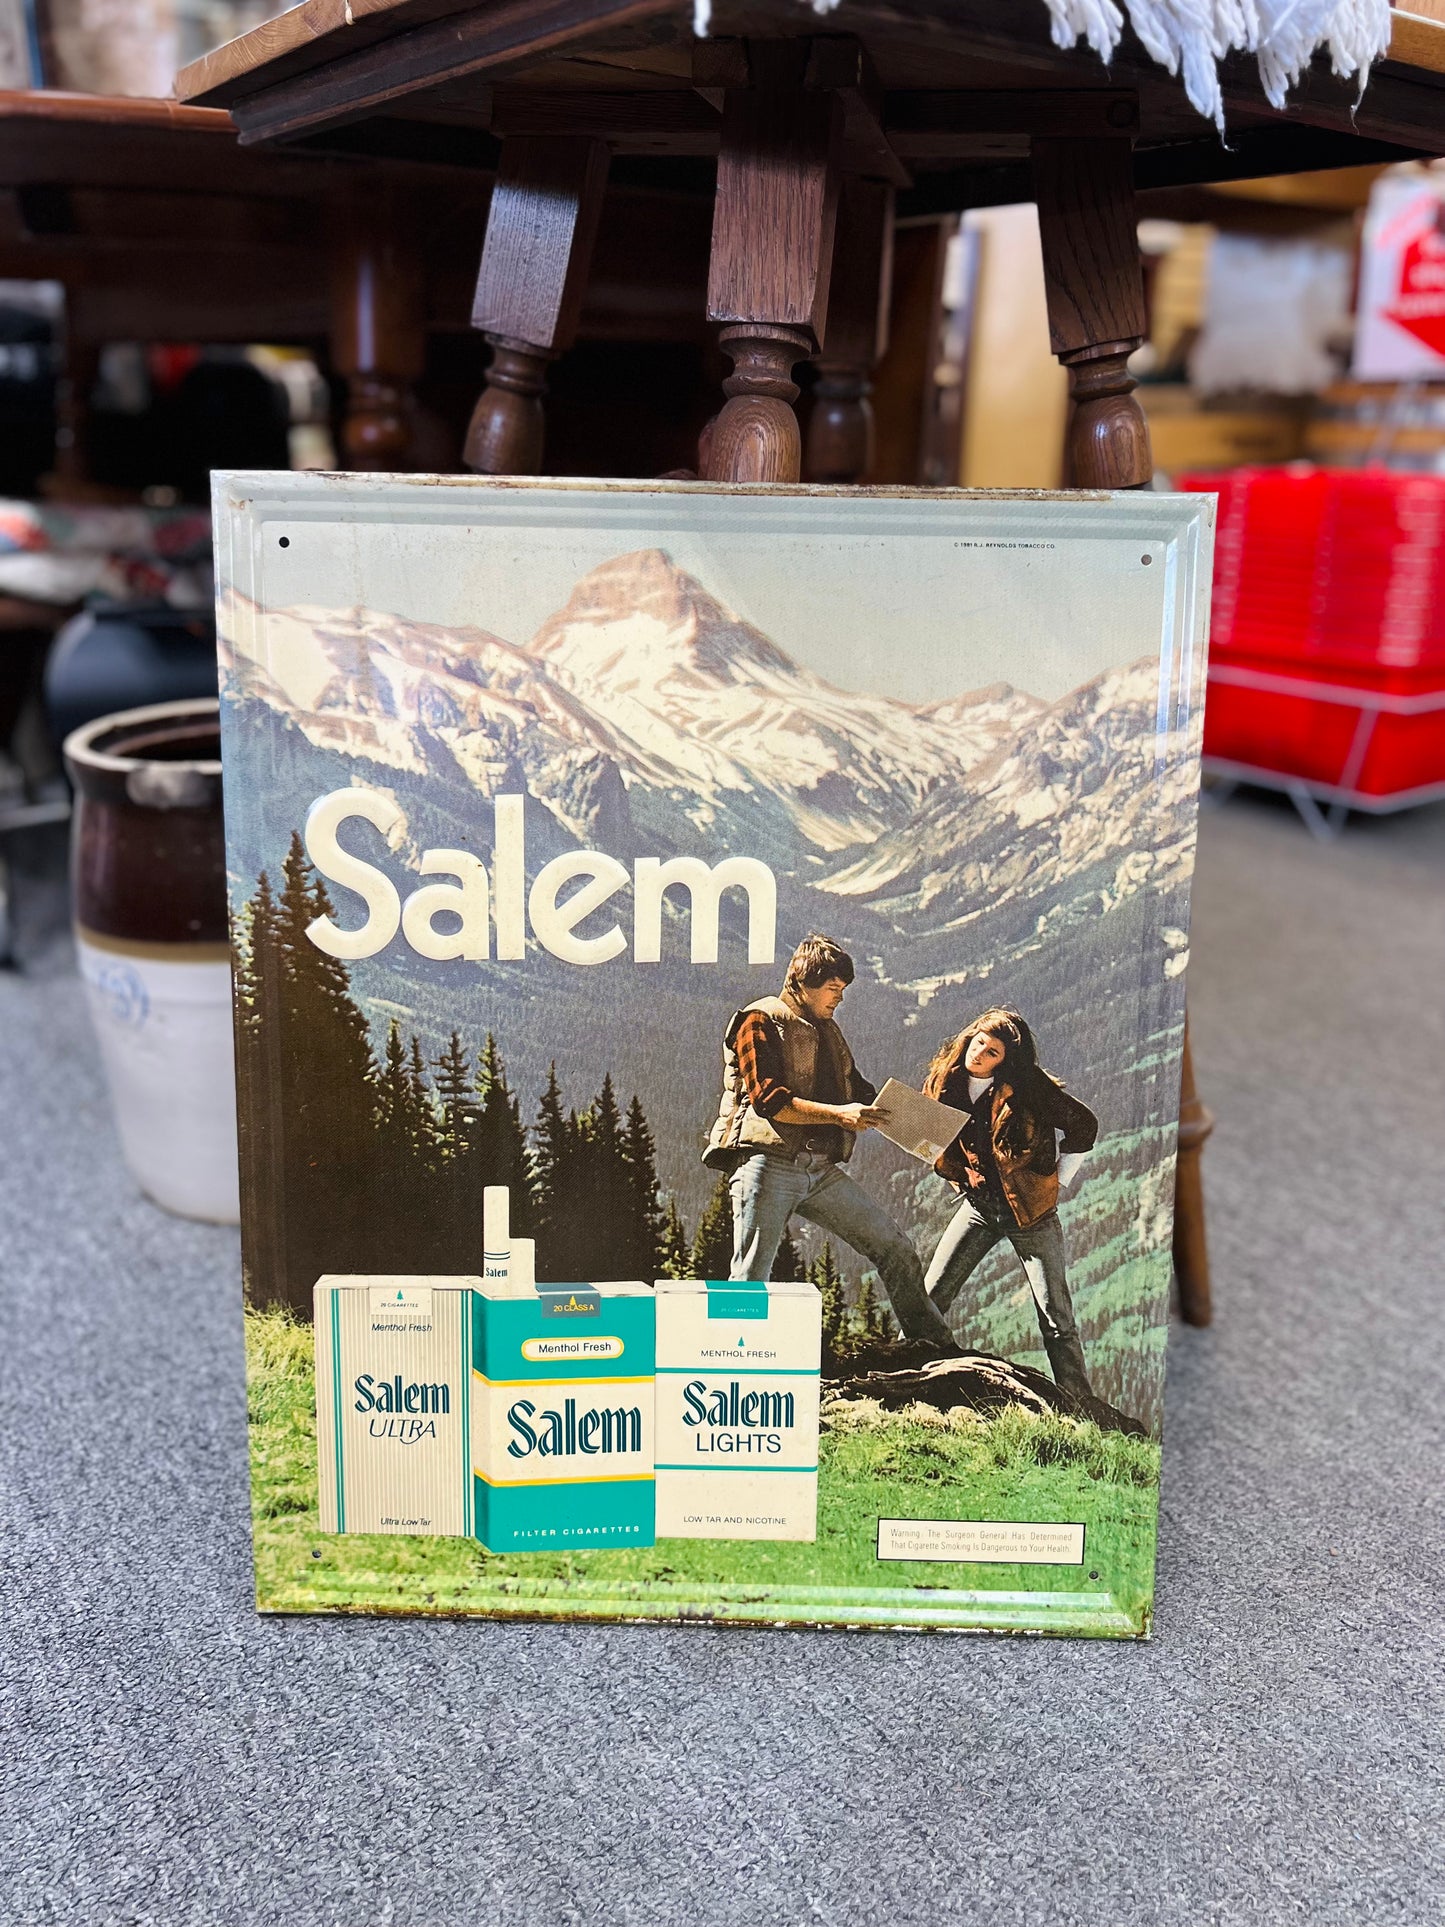 © 1981 R.J. REYNOLDS TOBACCO CO.
Salem
Salem
20 CIGARETTES
Menthol Fresh
Salem
ULTRA
Ultra Low Tar
20 CLASS A
Menthol Fresh
Salem
FILTER CIGARETTES
MENTHOL FRESH
Salem
LIGHTS
LOW TAR AND NICOTINE
Warning: The Surgeon General Has Determined
That Cigarette Smoking Is Dangerous to Your Health.